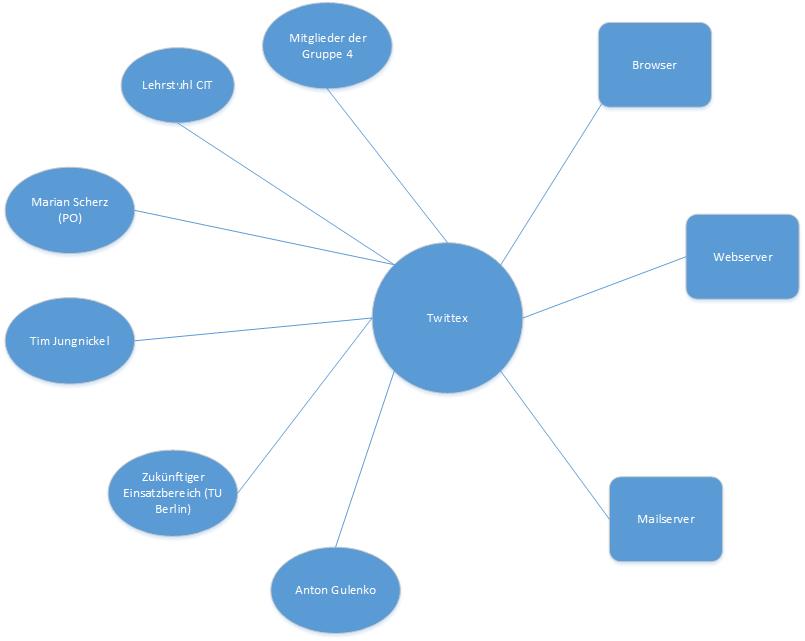 Mitglieder der
Gruppe 4
Browser
Lehrstuhl CIT
Marian Scherz
(PO)
Webserver
Twittex
Tim Jungnickel
Zukünftiger
Einsatzbereich (TU
Berlin)
Mailserver
Anton Gulenko